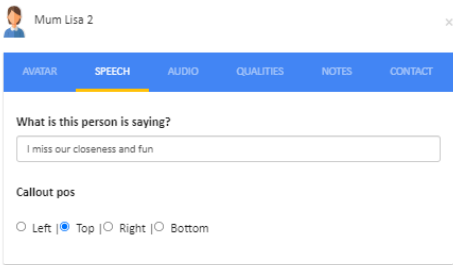 Mum Lisa 2
×
AVATAR SPEECH AUDIO QUALITIES NOTES CONTACT
What is this person is saying?
I miss our closeness and fun
Callout pos
Left | Top | Right | Bottom